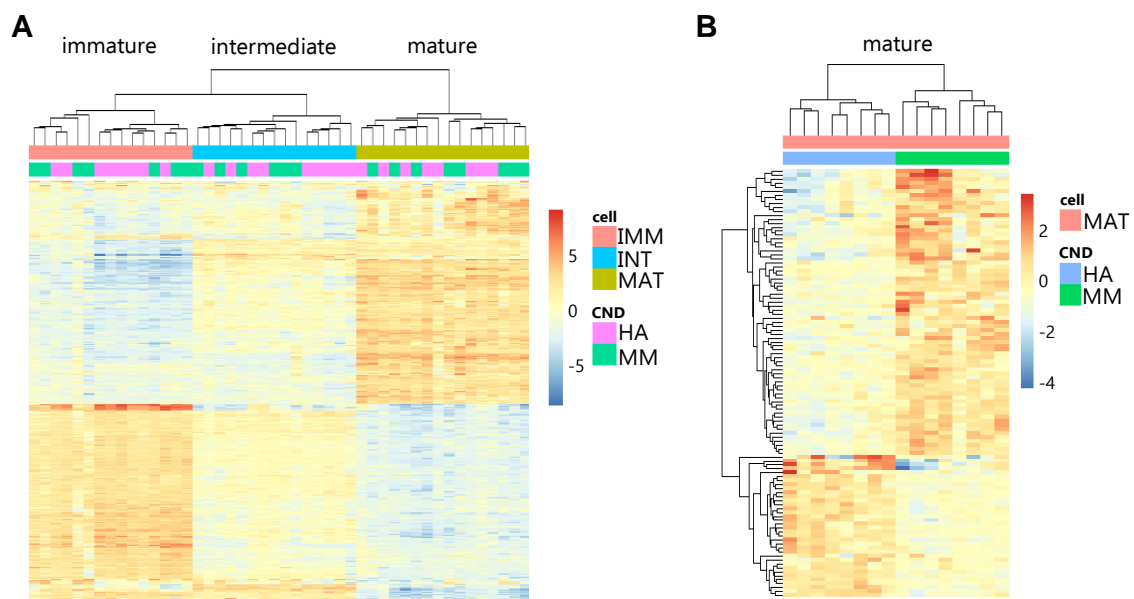 A
immature
intermediate
mature
cell
IMM
INT
MAT
CND
HA
MM
5
0
-5
B
mature
cell
MAT
CND
HA
MM
2
0
-2
-4